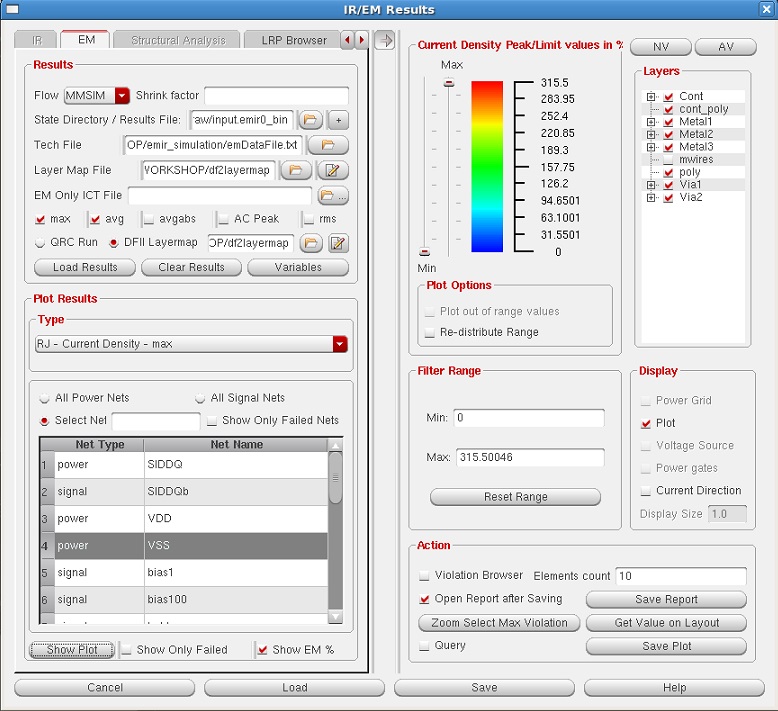 IR/EM Results
IR
EM
Structural Analysis
LRP Browser
Results
Flow MMSIM Shrink factor
State Directory / Results File: aw/input.emir0_bin
+
Tech File OP/emir_simulation/emDataFile.txt
Layer Map File WORKSHOP/df2layermap
EM Only ICT File
...
max avg avgabs AC Peak rms
QRC Run DFII Layermap OP/df2layermap
Load Results Clear Results Variables
Plot Results
Type
RJ - Current Density - max
All Power Nets All Signal Nets
Select Net Show Only Failed Nets
Net Type Net Name
1 power SIDDQ
2 signal SIDDQb
3 power VDD
4 power VSS
5 signal bias1
6 signal bias100
Show Plot Show Only Failed Show EM %
Current Density Peak/Limit values in %
Max
315.5
283.95
252.4
220.85
189.3
157.75
126.2
94.6501
63.1001
31.5501
0
Min
Plot Options
Plot out of range values
Re-distribute Range
NV AV
Layers
Cont
cont_poly
Metal1
Metal2
Metal3
mwires
poly
Via1
Via2
Filter Range
Min: 0
Max: 315.50046
Reset Range
Display
Power Grid
Plot
Voltage Source
Power gates
Current Direction
Display Size 1.0
Action
Violation Browser Elements count 10
Open Report after Saving Save Report
Zoom Select Max Violation Get Value on Layout
Query Save Plot
Cancel Load Save Help